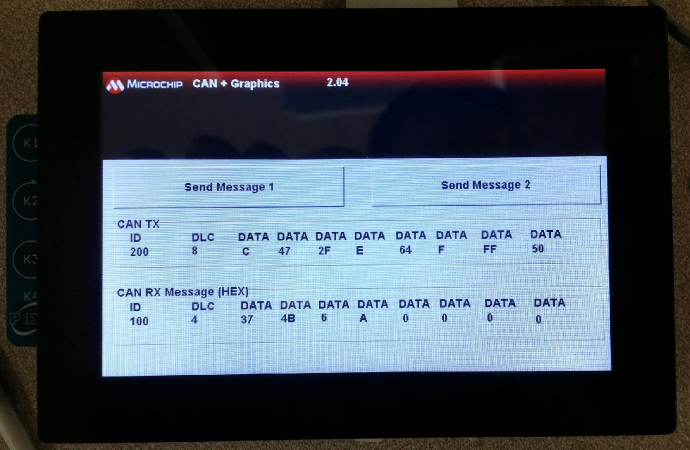 MICROCHIP CAN + Graphics 2.04
Send Message 1 Send Message 2
CAN TX
ID DLC DATA DATA DATA DATA DATA DATA DATA DATA
200 8 C 47 2F E 64 F FF 50
CAN RX Message (HEX)
ID DLC DATA DATA DATA DATA DATA DATA DATA DATA
100 4 37 4B 6 A 0 0 0 0
K1
K2
K3
K4